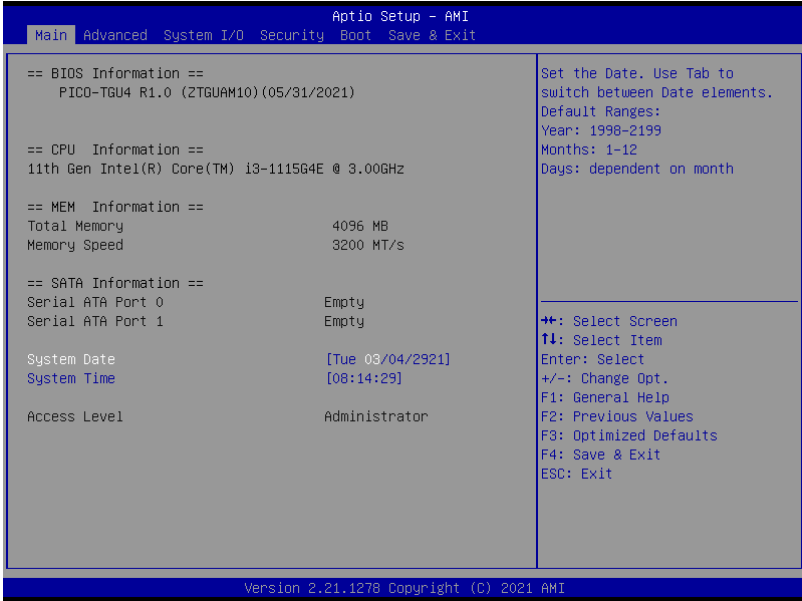 Aptio Setup – AMI
Main Advanced System I/O Security Boot Save & Exit
== BIOS Information ==
PICO-TGU4 R1.0 (ZTGUAM10)(05/31/2021)
== CPU Information ==
11th Gen Intel(R) Core(TM) i3-1115G4E @ 3.00GHz
== MEM Information ==
Total Memory 4096 MB
Memory Speed 3200 MT/s
== SATA Information ==
Serial ATA Port 0 Empty
Serial ATA Port 1 Empty
System Date [Tue 03/04/2921]
System Time [08:14:29]
Access Level Administrator
Set the Date. Use Tab to
switch between Date elements.
Default Ranges:
Year: 1998-2199
Months: 1-12
Days: dependent on month
→←: Select Screen
↑↓: Select Item
Enter: Select
+/-: Change Opt.
F1: General Help
F2: Previous Values
F3: Optimized Defaults
F4: Save & Exit
ESC: Exit
Version 2.21.1278 Copyright (C) 2021 AMI